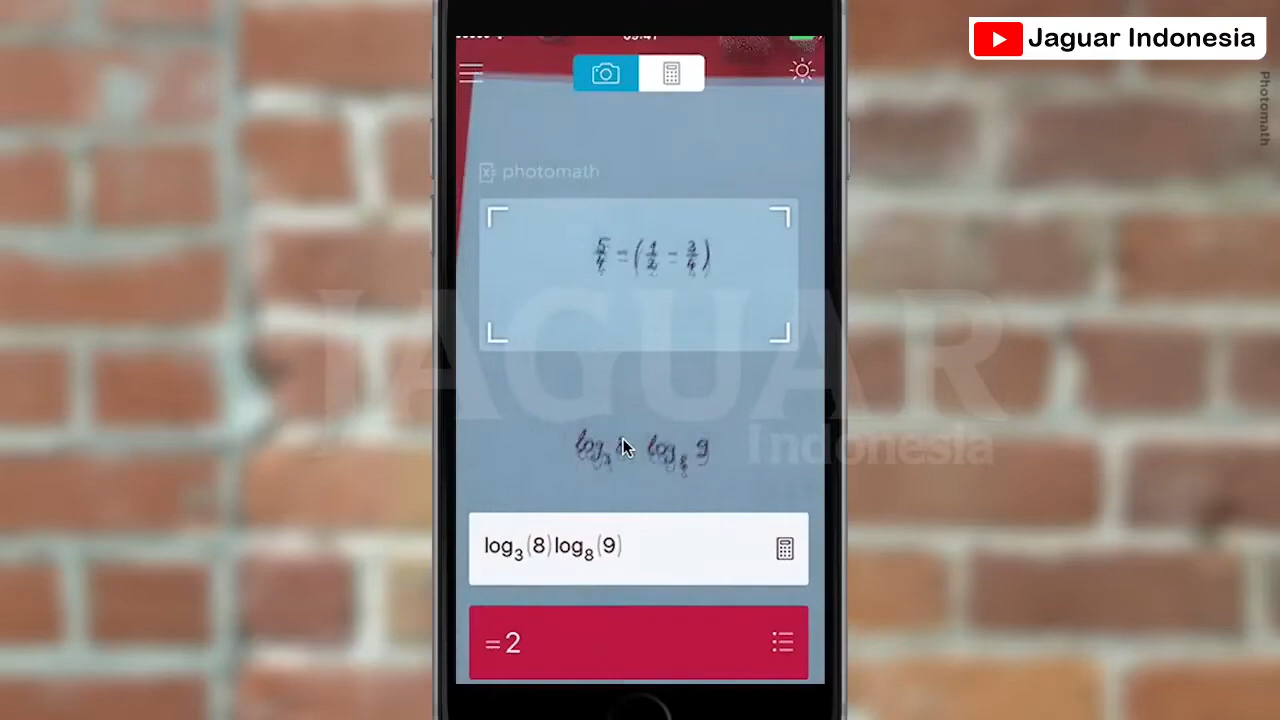 Jaguar Indonesia
Photomath
photomath
5/4 = (1/2 - 3/4)
JAGUAR
Indonesia
log₃ log₈ 9
log₃(8)log₈(9)
=2